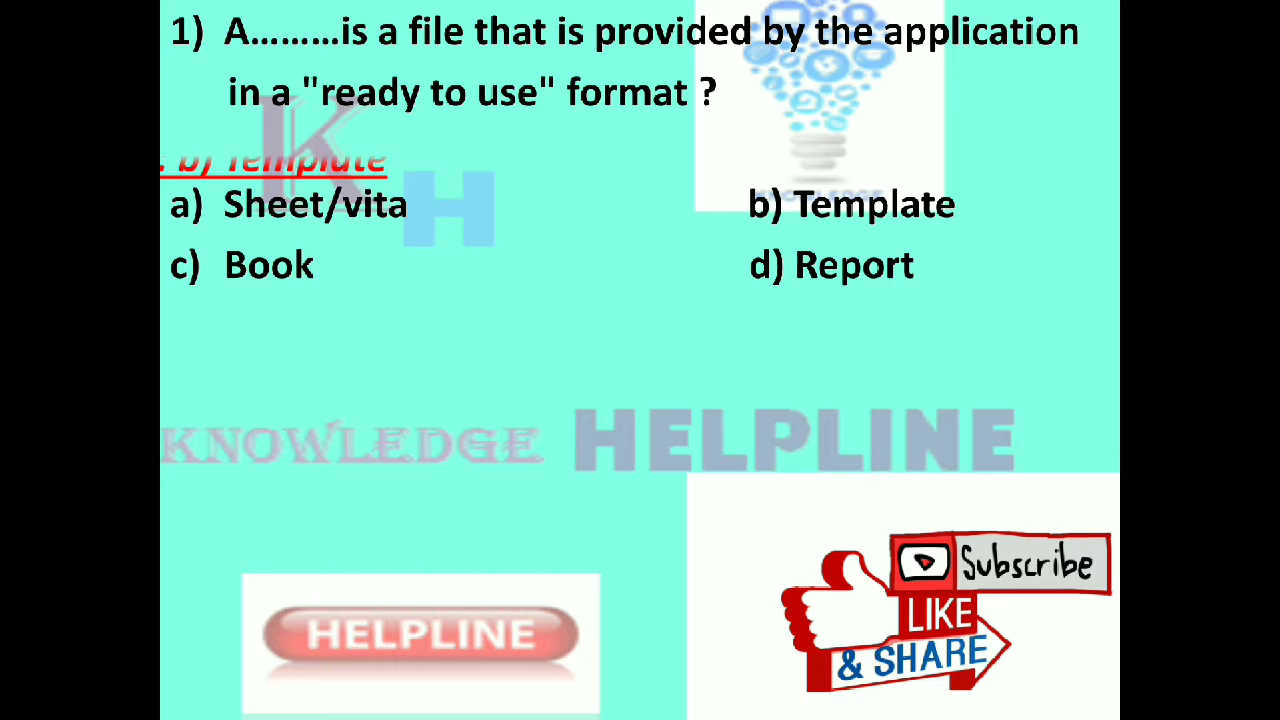 1) A.........is a file that is provided by the application
in a "ready to use" format ?
b) Template
a) Sheet/vita
b) Template
c) Book
d) Report
K
H
KNOWLEDGE HELPLINE
HELPLINE
Subscribe
LIKE
& SHARE